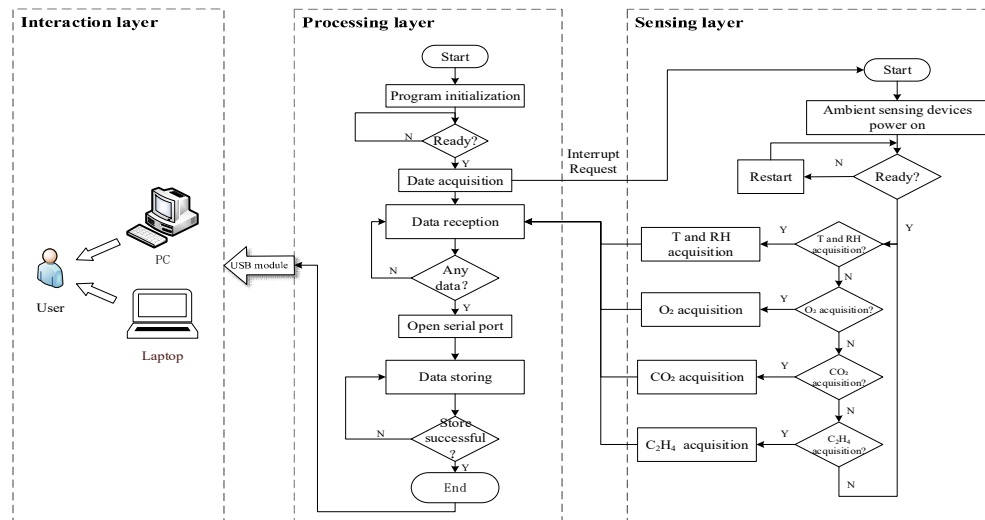 Interaction layer
PC
User
Laptop
USB module
Processing layer
Start
Program initialization
Ready?
N
Y
Date acquisition
Data reception
Any
data?
N
Y
Open serial port
Data storing
Store
successful
?
N
Y
End
Interrupt
Request
Sensing layer
Start
Ambient sensing devices
power on
Ready?
N
Restart
Y
T and RH
acquisition?
Y
T and RH
acquisition
N
O₂ acquisition?
Y
O₂ acquisition
N
CO₂
acquisition?
Y
CO₂ acquisition
N
C₂H₄
acquisition?
Y
C₂H₄ acquisition
N